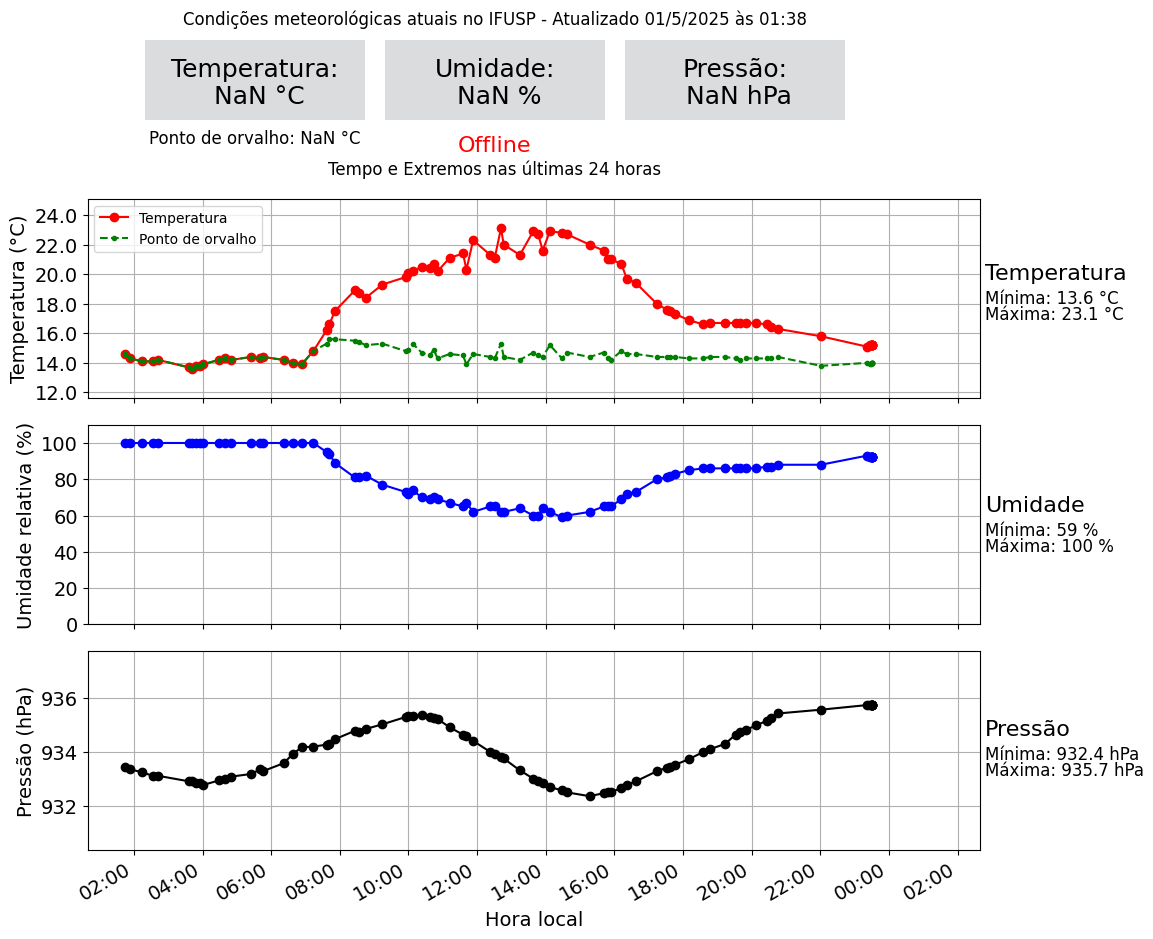 Condições meteorológicas atuais no IFUSP - Atualizado 01/5/2025 às 01:38
Temperatura:
NaN °C
Umidade:
NaN %
Pressão:
NaN hPa
Ponto de orvalho: NaN °C
Offline
Tempo e Extremos nas últimas 24 horas
Temperatura (°C)
24.0
22.0
20.0
18.0
16.0
14.0
12.0
Temperatura
Ponto de orvalho
Temperatura
Mínima: 13.6 °C
Máxima: 23.1 °C
Umidade relativa (%)
100
80
60
40
20
0
Umidade
Mínima: 59 %
Máxima: 100 %
Pressão (hPa)
936
934
932
Pressão
Mínima: 932.4 hPa
Máxima: 935.7 hPa
02:00
04:00
06:00
08:00
10:00
12:00
14:00
16:00
18:00
20:00
22:00
00:00
02:00
Hora local